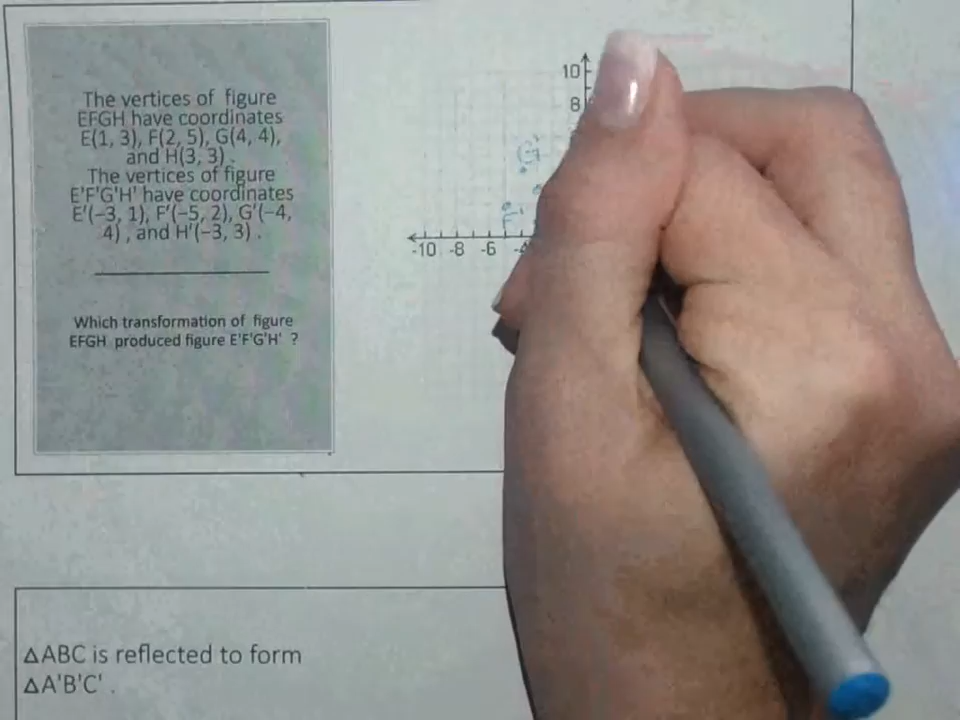 The vertices of figure
EFGH have coordinates
E(1, 3), F(2, 5), G(4, 4),
and H(3, 3) .
The vertices of figure
E'F'G'H' have coordinates
E'(−3, 1), F'(−5, 2), G'(−4,
4) , and H'(−3, 3) .
Which transformation of figure
EFGH produced figure E'F'G'H' ?
10
8
-10 -8 -6 -4
G'
F'
△ABC is reflected to form
△A'B'C' .